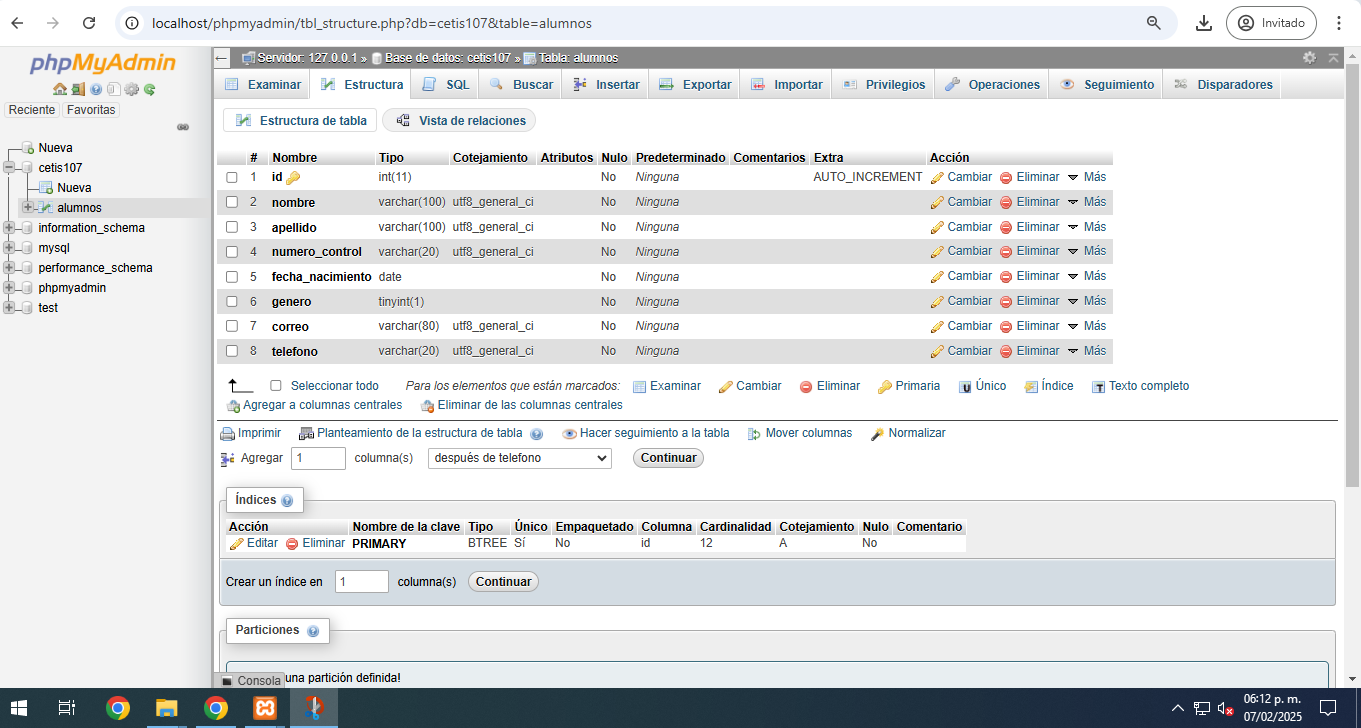 localhost/phpmyadmin/tbl_structure.php?db=cetis107&table=alumnos
Invitado
phpMyAdmin
Reciente Favoritas
Nueva
cetis107
Nueva
alumnos
information_schema
mysql
performance_schema
phpmyadmin
test
Servidor: 127.0.0.1 » Base de datos: cetis107 » Tabla: alumnos
Examinar Estructura SQL Buscar Insertar Exportar Importar Privilegios Operaciones Seguimiento Disparadores
Estructura de tabla Vista de relaciones
# Nombre Tipo Cotejamiento Atributos Nulo Predeterminado Comentarios Extra Acción
1 id int(11) No Ninguna AUTO_INCREMENT Cambiar Eliminar Más
2 nombre varchar(100) utf8_general_ci No Ninguna Cambiar Eliminar Más
3 apellido varchar(100) utf8_general_ci No Ninguna Cambiar Eliminar Más
4 numero_control varchar(20) utf8_general_ci No Ninguna Cambiar Eliminar Más
5 fecha_nacimiento date No Ninguna Cambiar Eliminar Más
6 genero tinyint(1) No Ninguna Cambiar Eliminar Más
7 correo varchar(80) utf8_general_ci No Ninguna Cambiar Eliminar Más
8 telefono varchar(20) utf8_general_ci No Ninguna Cambiar Eliminar Más
Seleccionar todo Para los elementos que están marcados: Examinar Cambiar Eliminar Primaria Único Índice Texto completo
Agregar a columnas centrales Eliminar de las columnas centrales
Imprimir Planteamiento de la estructura de tabla Hacer seguimiento a la tabla Mover columnas Normalizar
Agregar 1 columna(s) después de telefono Continuar
Índices
Acción Nombre de la clave Tipo Único Empaquetado Columna Cardinalidad Cotejamiento Nulo Comentario
Editar Eliminar PRIMARY BTREE Sí No id 12 A No
Crear un índice en 1 columna(s) Continuar
Particiones
Consola una partición definida!
06:12 p. m.
07/02/2025